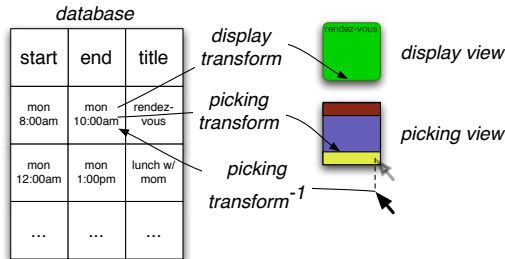 database
start end title
mon
8:00am
mon
10:00am
rendez-
vous
mon
12:00am
mon
1:00pm
lunch w/
mom
... ... ...
display
transform
picking
transform
picking
transform-1
rendez-vous
display view
picking view